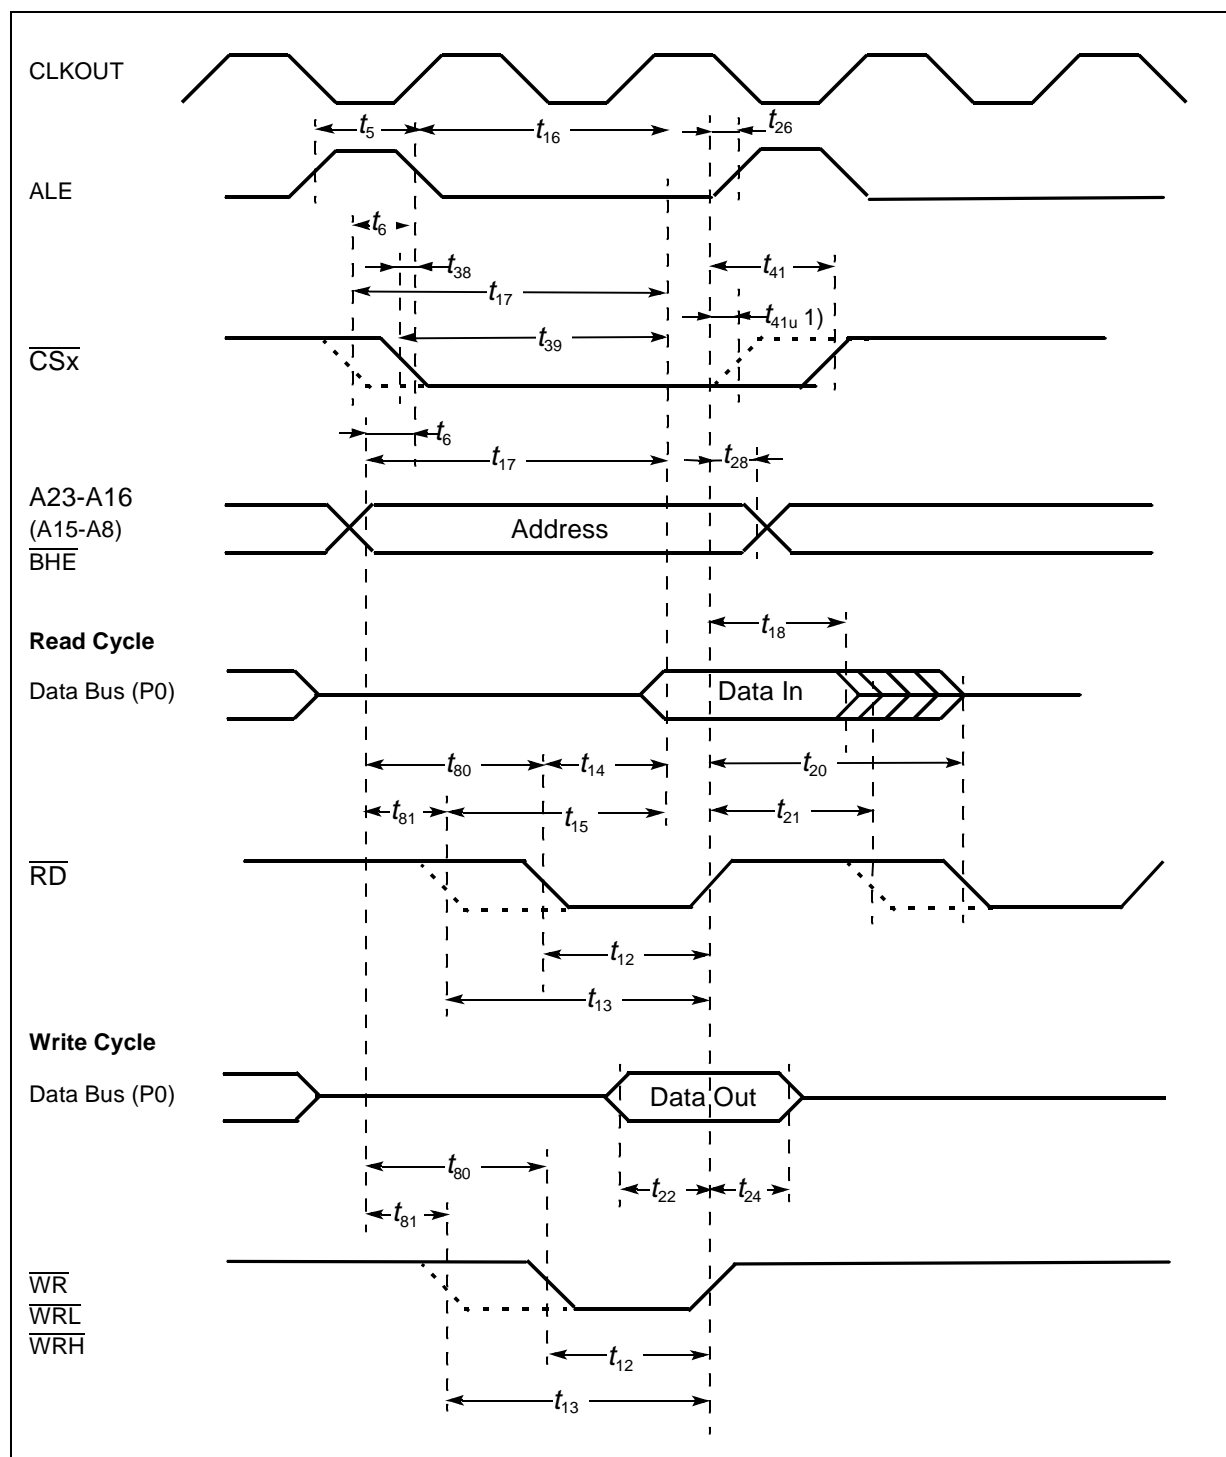 CLKOUT
t5
t16
t26
ALE
t6
t38
t17
t41
t41u 1)
t39
CSx
t6
t17
t28
A23-A16
(A15-A8)
BHE
Address
Read Cycle
t18
Data Bus (P0)
Data In
t80
t14
t20
t81
t15
t21
RD
t12
t13
Write Cycle
Data Bus (P0)
Data Out
t80
t22
t24
t81
WR
WRL
WRH
t12
t13